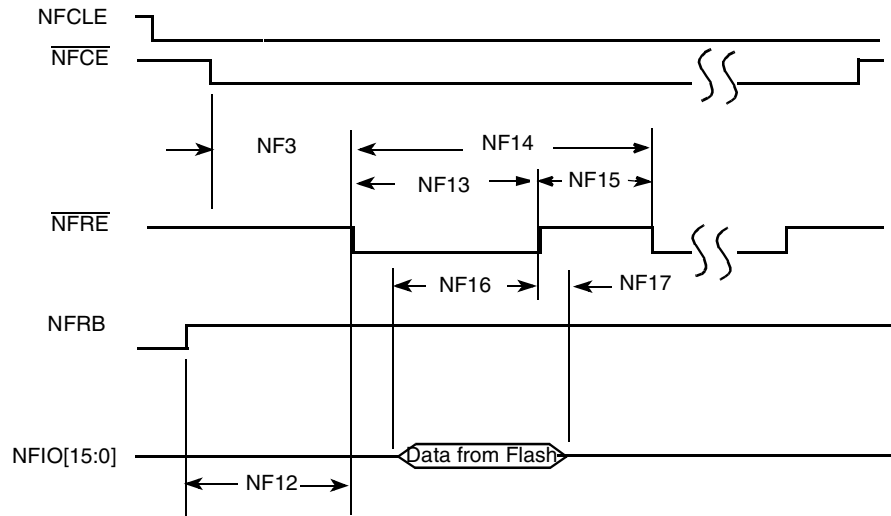 NFCLE
NFCE
NF3
NF14
NF13
NF15
NFRE
NF16
NF17
NFRB
NFIO[15:0]
Data from Flash
NF12